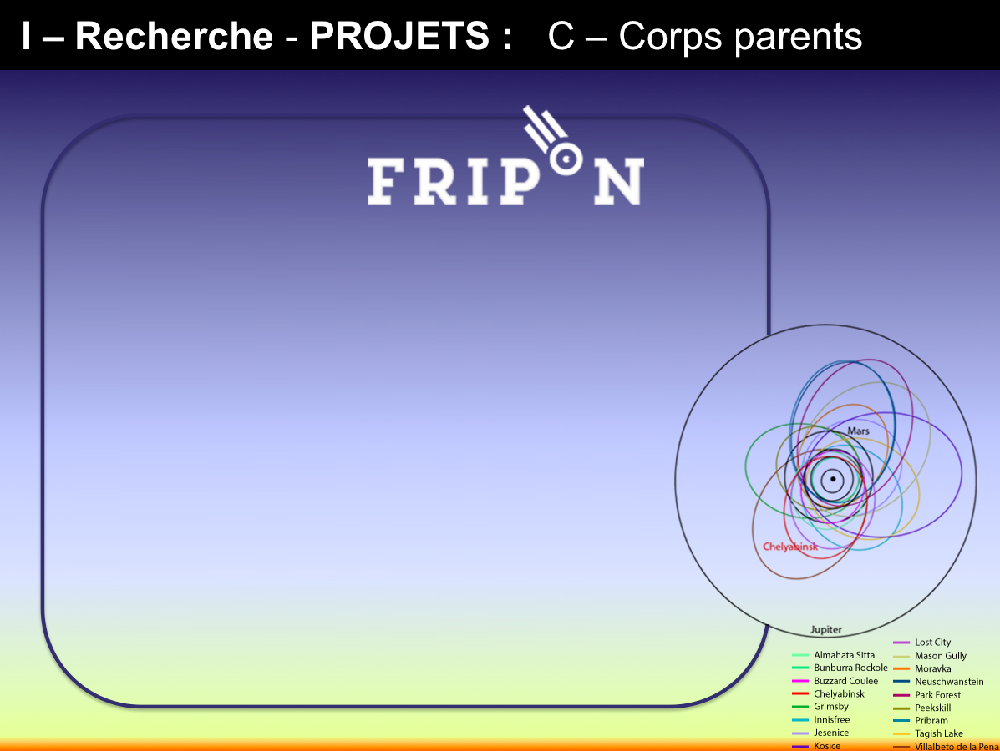 I – Recherche - PROJETS : C – Corps parents
FRIPON
Mars
Chelyabinsk
Jupiter
Almahata Sitta
Bunburra Rockole
Buzzard Coulee
Chelyabinsk
Grimsby
Innisfree
Jesenice
Kosice
Lost City
Mason Gully
Moravka
Neuschwanstein
Park Forest
Peekskill
Pribram
Tagish Lake
Villalbeto de la Pena